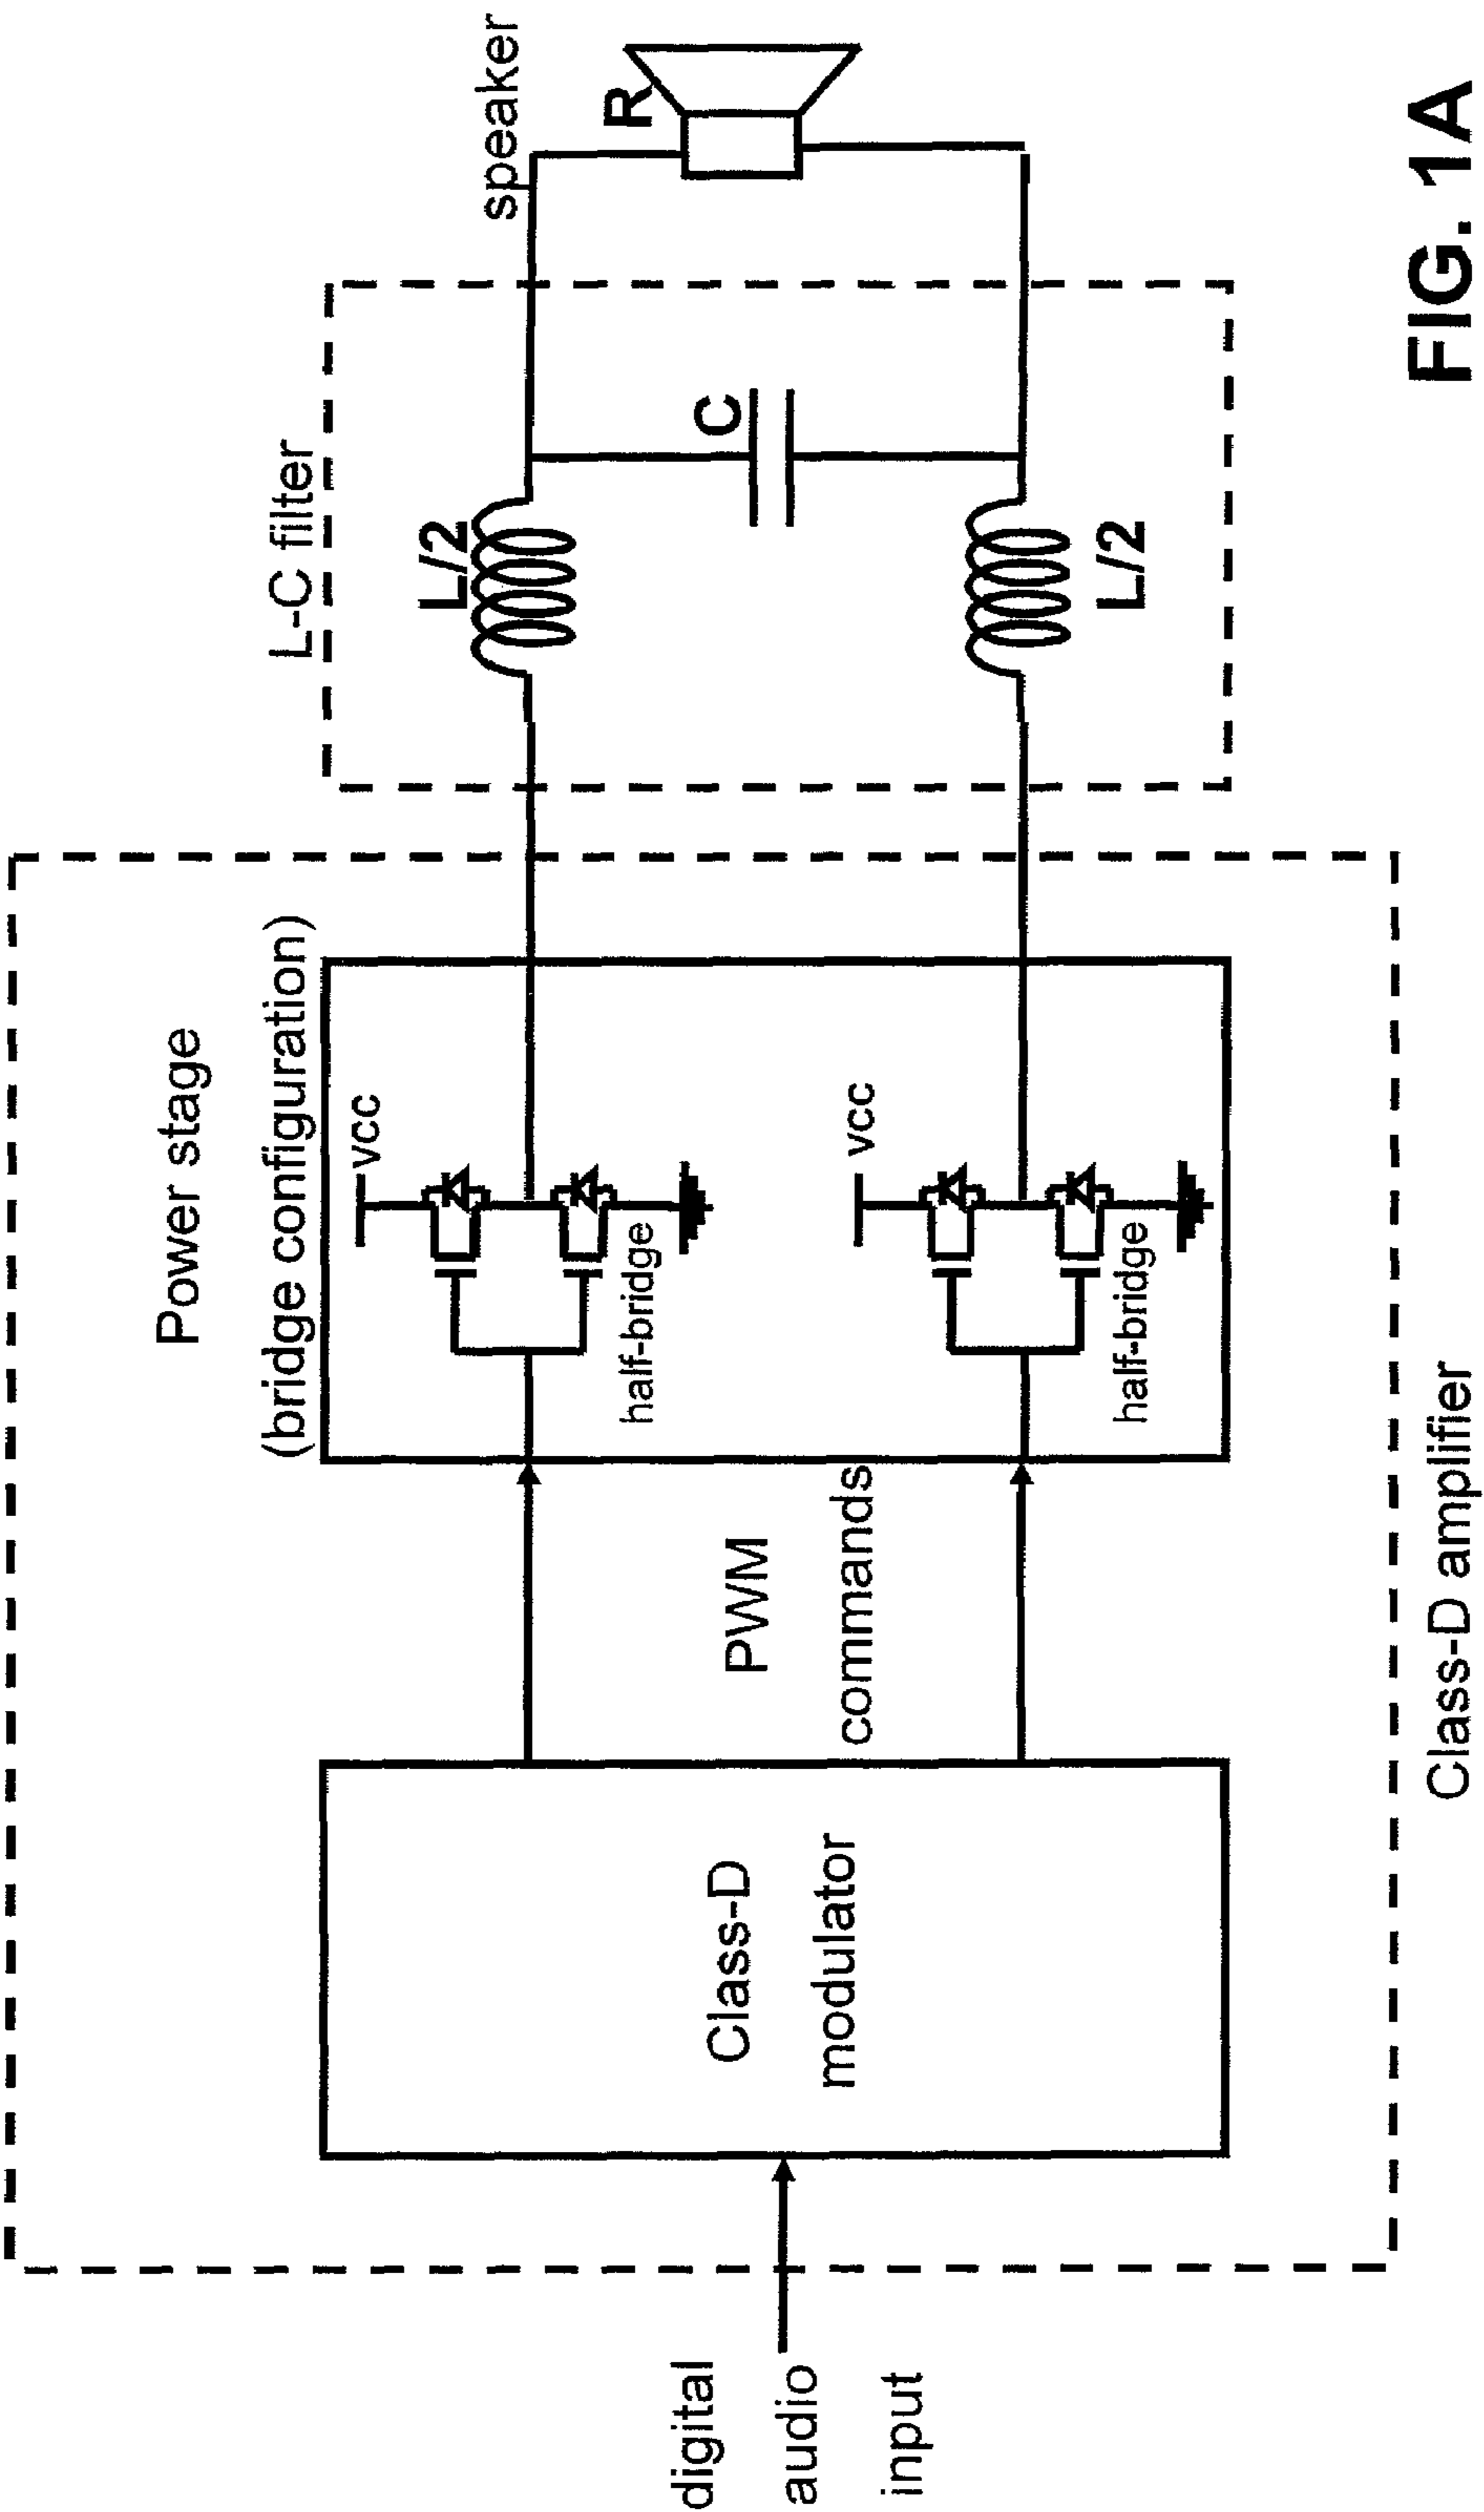 Power stage
(bridge configuration)
L-C filter
speaker
vcc
L/2
R
half-bridge
C
digital
audio
input
Class-D
modulator
PWM
commands
vcc
half-bridge
L/2
Class-D amplifier
FIG. 1A